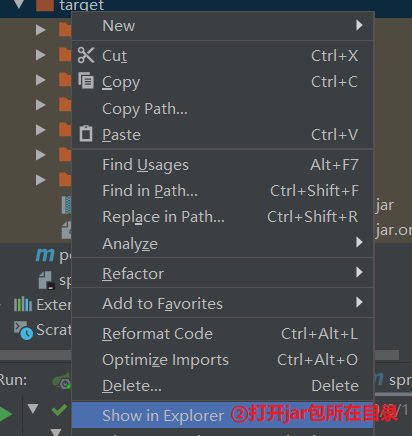 target
New
Cut Ctrl+X
Copy Ctrl+C
Copy Path...
Paste Ctrl+V
Find Usages Alt+F7
Find in Path... Ctrl+Shift+F
Replace in Path... Ctrl+Shift+R
jar
Analyze
jar.or
m po
Refactor
sp
Add to Favorites
Exter
Scrat
Reformat Code Ctrl+Alt+L
Optimize Imports Ctrl+Alt+O
Run:
Delete... Delete
spr
Show in Explorer ②打开jar包所在目录
/1